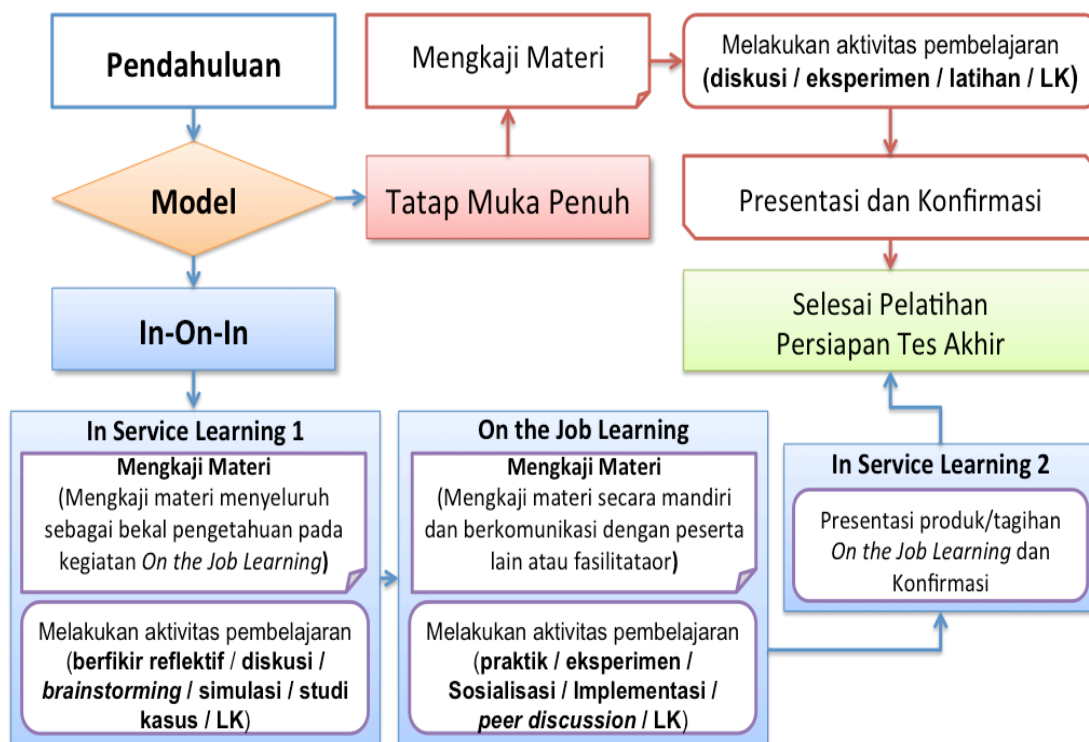 Pendahuluan
Model
Tatap Muka Penuh
Mengkaji Materi
Melakukan aktivitas pembelajaran
(diskusi / eksperimen / latihan / LK)
Presentasi dan Konfirmasi
Selesai Pelatihan
Persiapan Tes Akhir
In-On-In
In Service Learning 1
Mengkaji Materi
(Mengkaji materi menyeluruh
sebagai bekal pengetahuan pada
kegiatan On the Job Learning)
Melakukan aktivitas pembelajaran
(berfikir reflektif / diskusi /
brainstorming / simulasi / studi
kasus / LK)
On the Job Learning
Mengkaji Materi
(Mengkaji materi secara mandiri
dan berkomunikasi dengan peserta
lain atau fasilitataor)
Melakukan aktivitas pembelajaran
(praktik / eksperimen /
Sosialisasi / Implementasi /
peer discussion / LK)
In Service Learning 2
Presentasi produk/tagihan
On the Job Learning dan
Konfirmasi